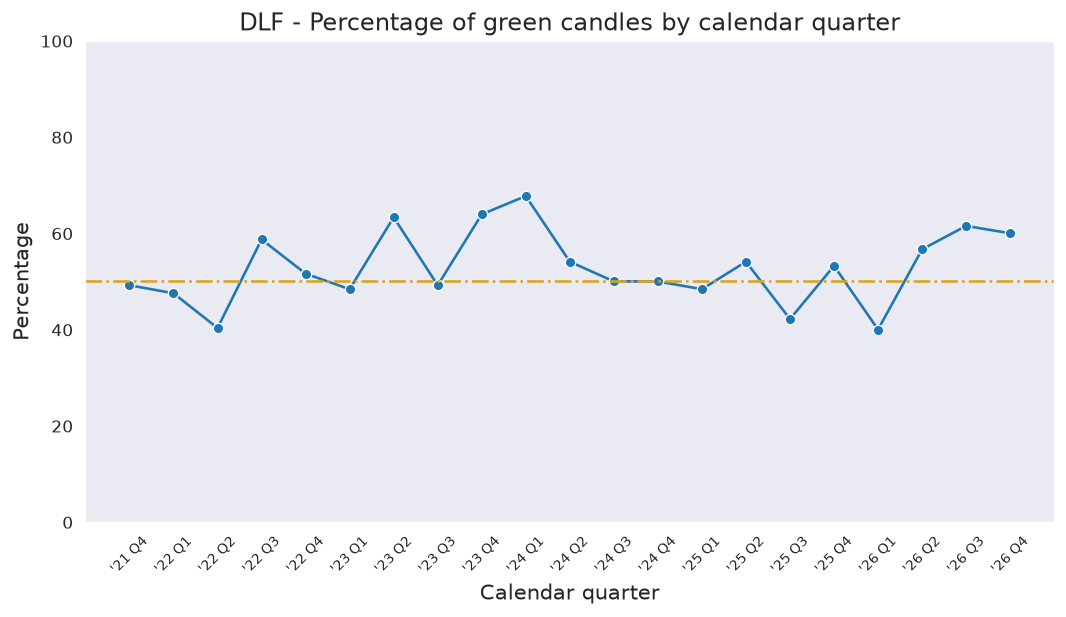 DLF - Percentage of green candles by calendar quarter
100
80
60
40
20
0
Percentage
'21 Q4
'22 Q1
'22 Q2
'22 Q3
'22 Q4
'23 Q1
'23 Q2
'23 Q3
'23 Q4
'24 Q1
'24 Q2
'24 Q3
'24 Q4
'25 Q1
'25 Q2
'25 Q3
'25 Q4
'26 Q1
'26 Q2
'26 Q3
'26 Q4
Calendar quarter